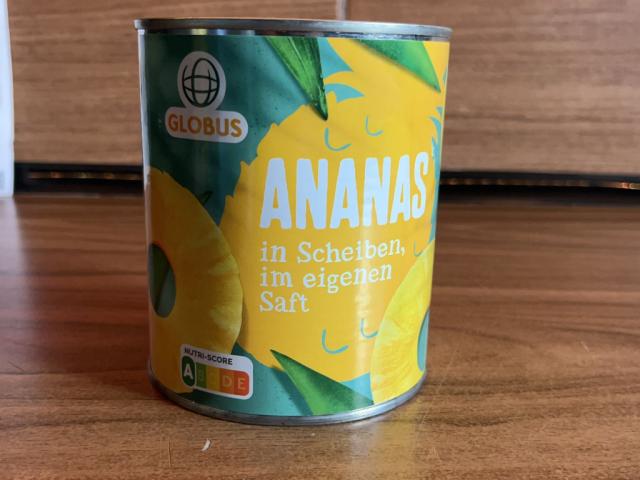 GLOBUS
ANANAS
in Scheiben,
im eigenen
Saft
NUTRI-SCORE
A B C D E